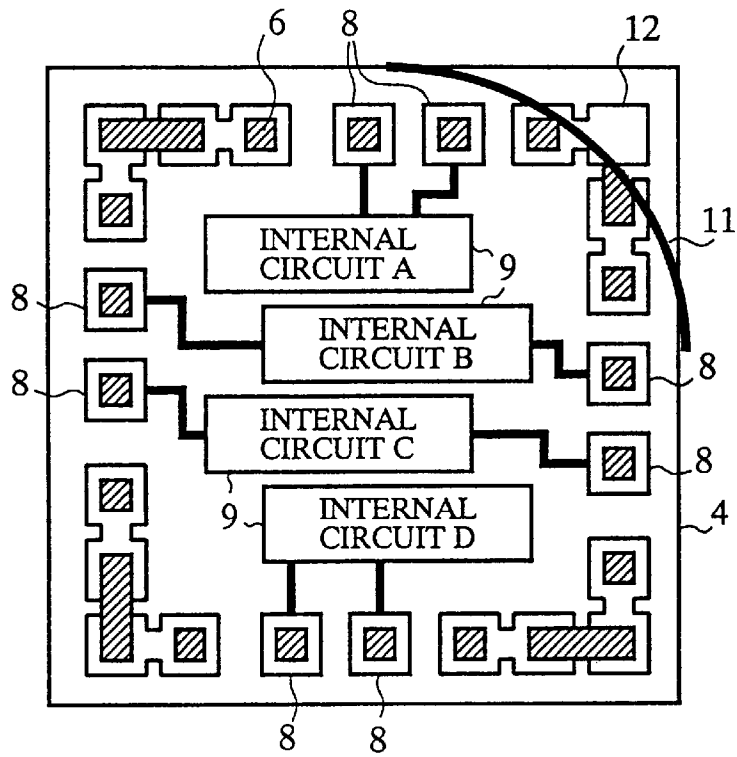 6
8
12
11
INTERNAL
CIRCUIT A
9
9
8
INTERNAL
CIRCUIT B
8
8
INTERNAL
CIRCUIT C
8
9
9
INTERNAL
CIRCUIT D
4
8
8